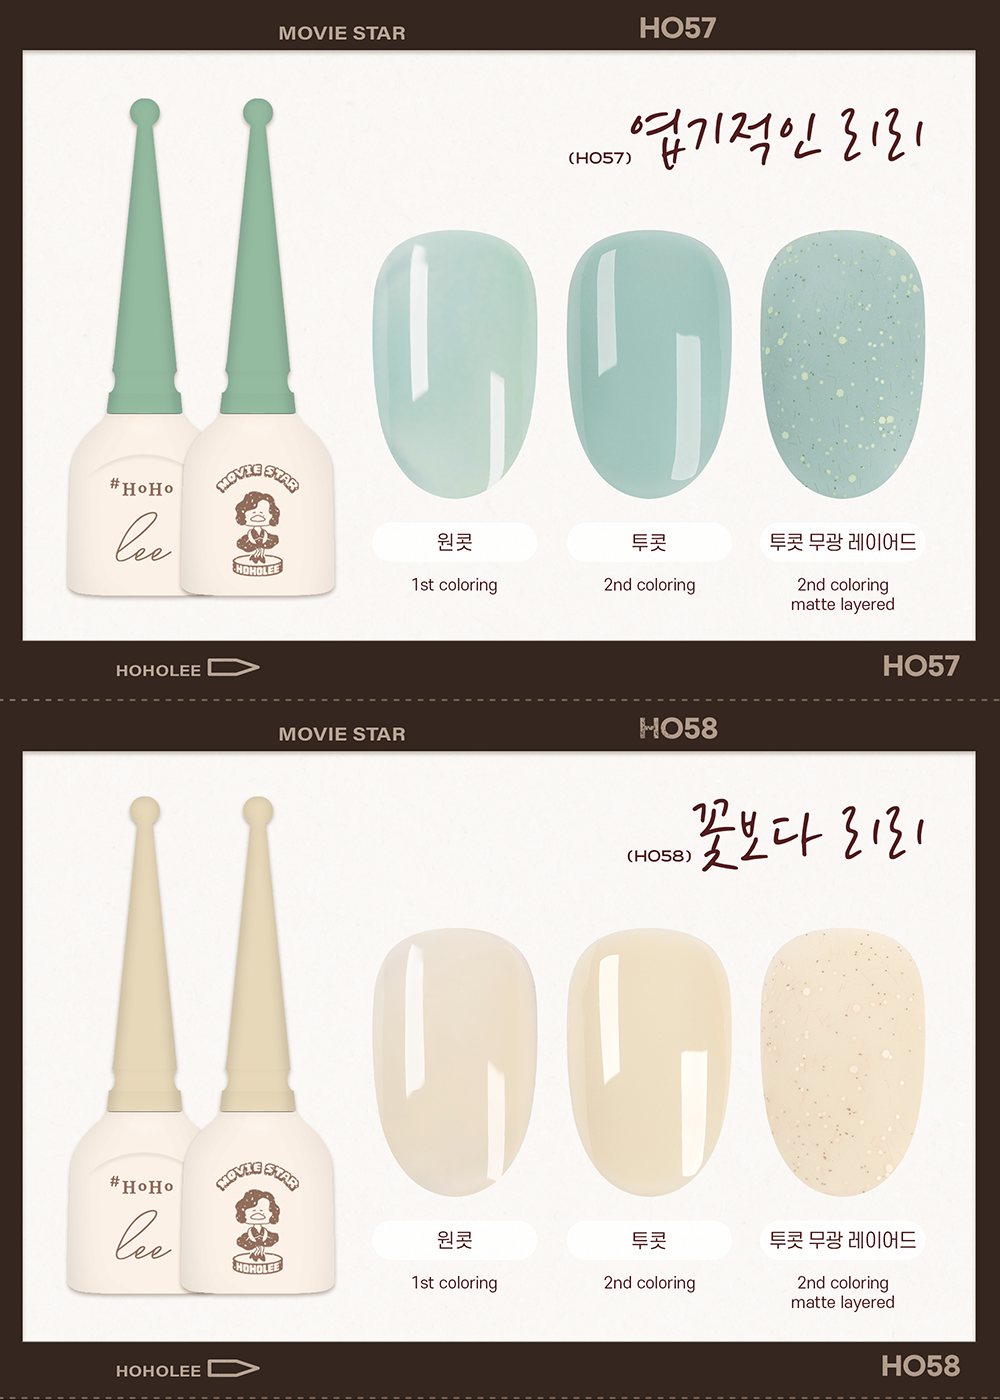 MOVIE STAR HO57
엽기적인 리리
(HO57)
#HoHo
lee
MOVIE STAR
HOHOLEE
원콧 투콧 투콧 무광 레이어드
1st coloring 2nd coloring 2nd coloring
matte layered
HOHOLEE HO57
MOVIE STAR HO58
꽃보다 리리
(HO58)
#HoHo
lee
MOVIE STAR
HOHOLEE
원콧 투콧 투콧 무광 레이어드
1st coloring 2nd coloring 2nd coloring
matte layered
HOHOLEE HO58